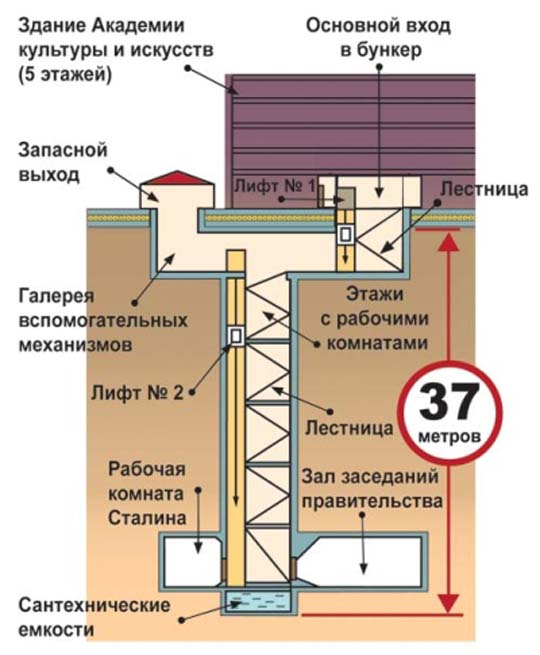 Здание Академии
культуры и искусств
(5 этажей)
Основной вход
в бункер
Запасной
выход
Лифт № 1
Лестница
Галерея
вспомогательных
механизмов
Этажи
с рабочими
комнатами
Лифт № 2
37
метров
Лестница
Рабочая
комната
Сталина
Зал заседаний
правительства
Сантехнические
емкости